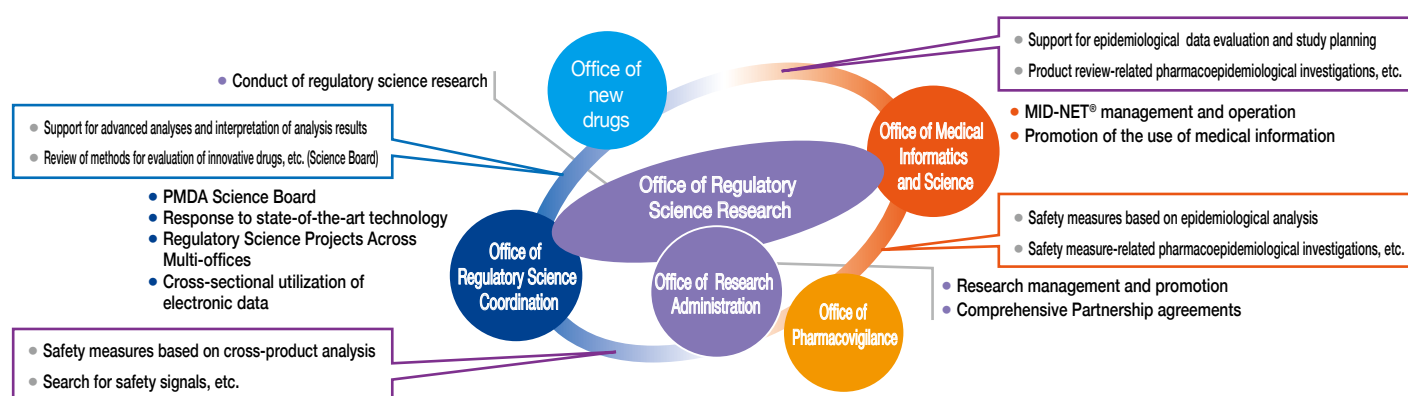 Office of
new
drugs
● Conduct of regulatory science research
● Support for advanced analyses and interpretation of analysis results
● Review of methods for evaluation of innovative drugs, etc. (Science Board)
● PMDA Science Board
● Response to state-of-the-art technology
● Regulatory Science Projects Across
Multi-offices
● Cross-sectional utilization of
electronic data
Office of
Regulatory Science
Coordination
● Safety measures based on cross-product analysis
● Search for safety signals, etc.
Office of Regulatory
Science Research
Office of Research
Administration
● Support for epidemiological data evaluation and study planning
● Product review-related pharmacoepidemiological investigations, etc.
Office of Medical
Informatics
and Science
● MID-NET® management and operation
● Promotion of the use of medical information
● Safety measures based on epidemiological analysis
● Safety measure-related pharmacoepidemiological investigations, etc.
● Research management and promotion
● Comprehensive Partnership agreements
Office of
Pharmacovigilance